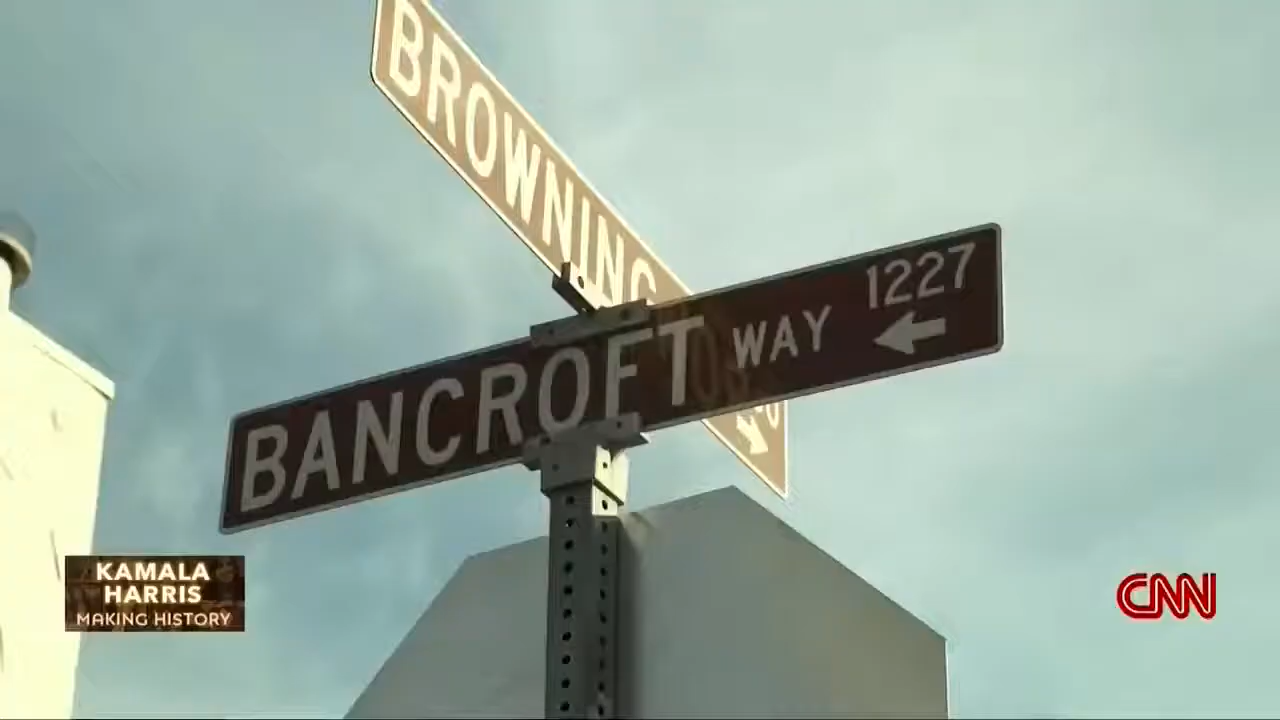 BROWNING
BANCROFT WAY 1227
KAMALA
HARRIS
MAKING HISTORY
CNN